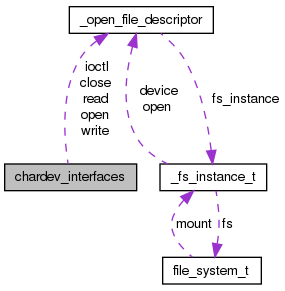 _open_file_descriptor
ioctl
close
read
open
write
device
open
fs_instance
chardev_interfaces
_fs_instance_t
mount
fs
file_system_t